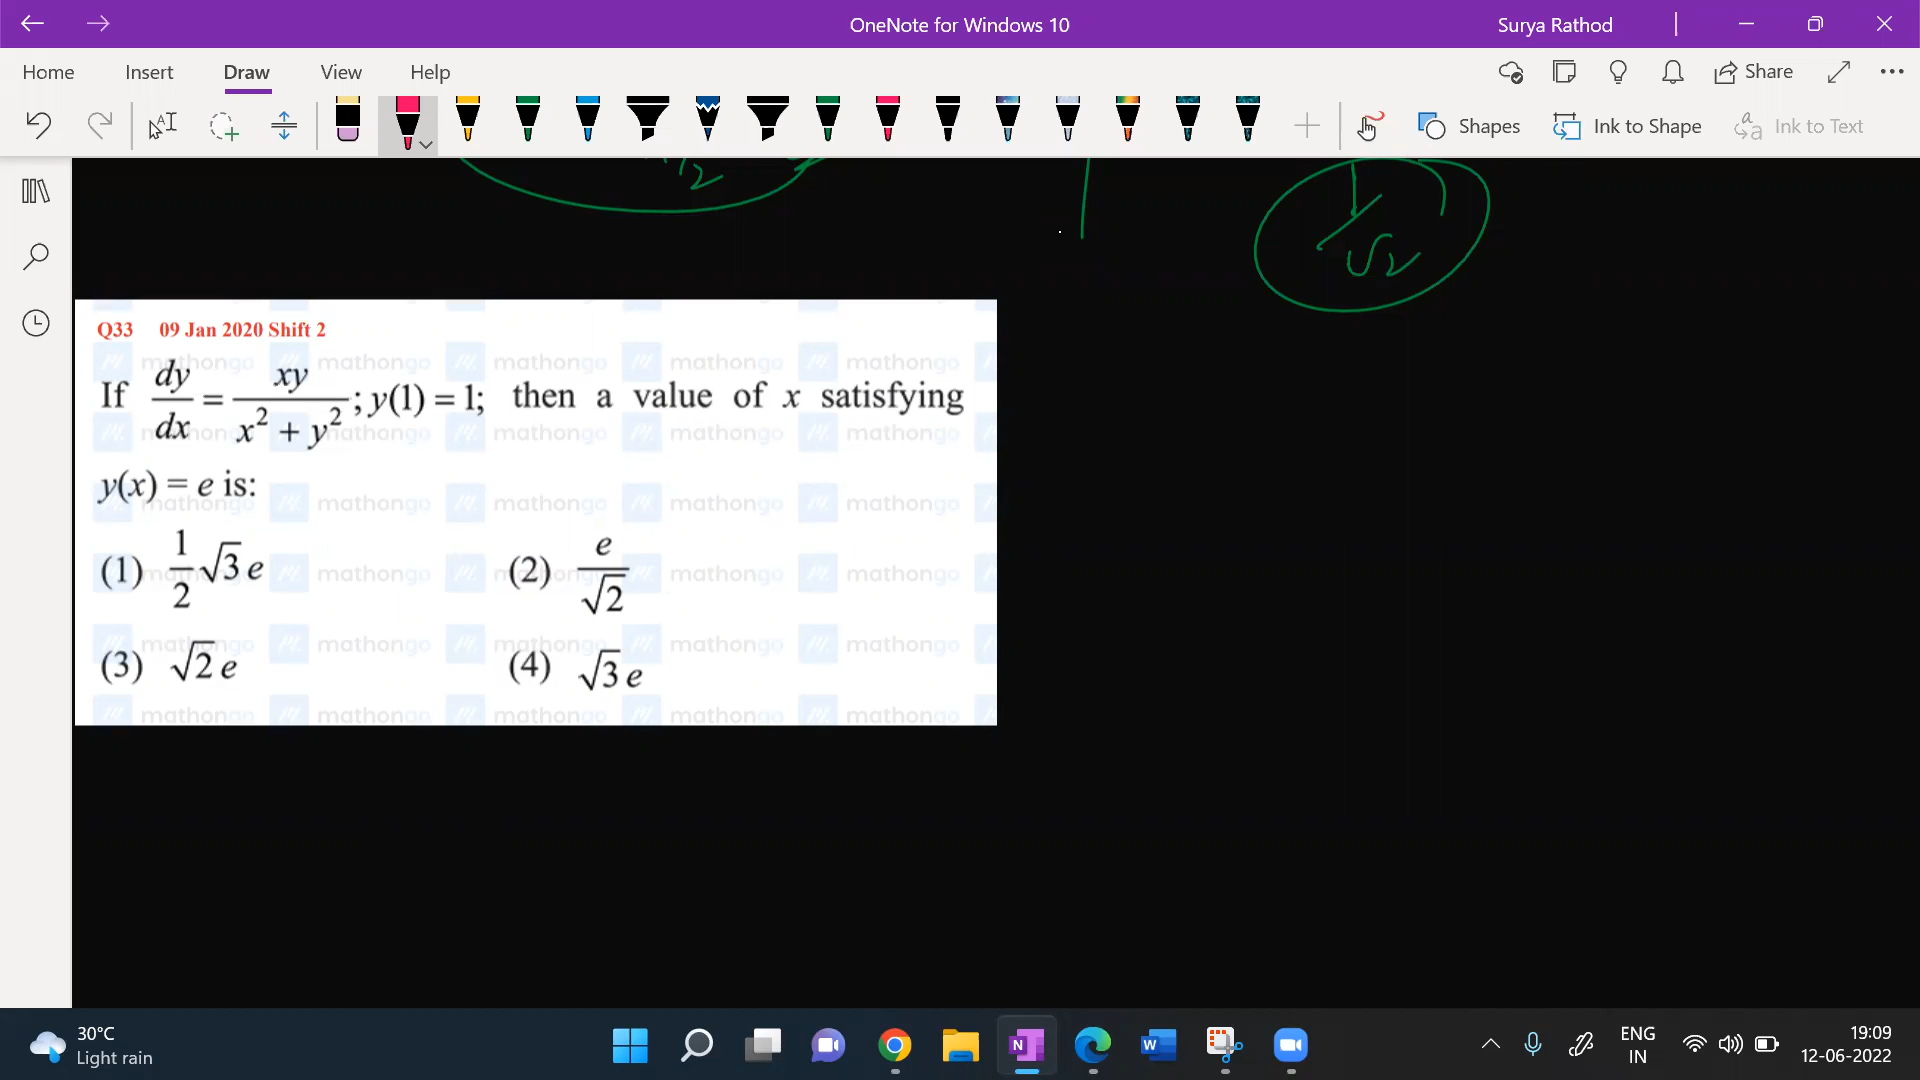 OneNote for Windows 10
Surya Rathod
Home Insert Draw View Help
Share
Shapes Ink to Shape Ink to Text
2
1/√2
Q33 09 Jan 2020 Shift 2
If dy/dx = xy/(x² + y²); y(1) = 1; then a value of x satisfying
y(x) = e is:
(1) 1/2 √3 e
(2) e/√2
(3) √2 e
(4) √3 e
mathongo
30°C
Light rain
ENG
IN
19:09
12-06-2022